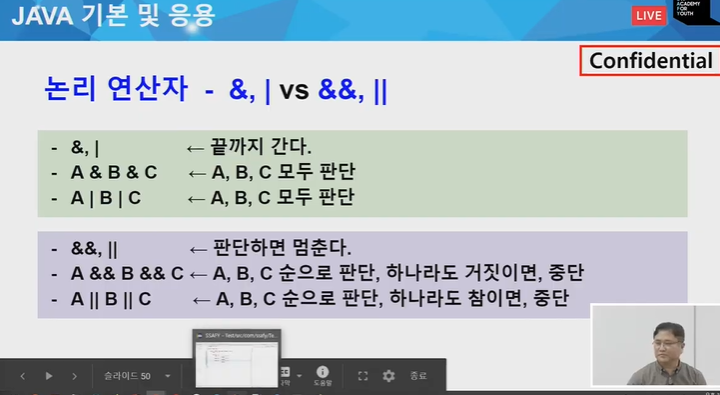 JAVA 기본 및 응용
LIVE
ACADEMY
FOR
YOUTH
Confidential
논리 연산자 - &, | vs &&, ||
- &, | ← 끝까지 간다.
- A & B & C ← A, B, C 모두 판단
- A | B | C ← A, B, C 모두 판단
- &&, || ← 판단하면 멈춘다.
- A && B && C ← A, B, C 순으로 판단, 하나라도 거짓이면, 중단
- A || B || C ← A, B, C 순으로 판단, 하나라도 참이면, 중단
슬라이드 50
도움말
종료